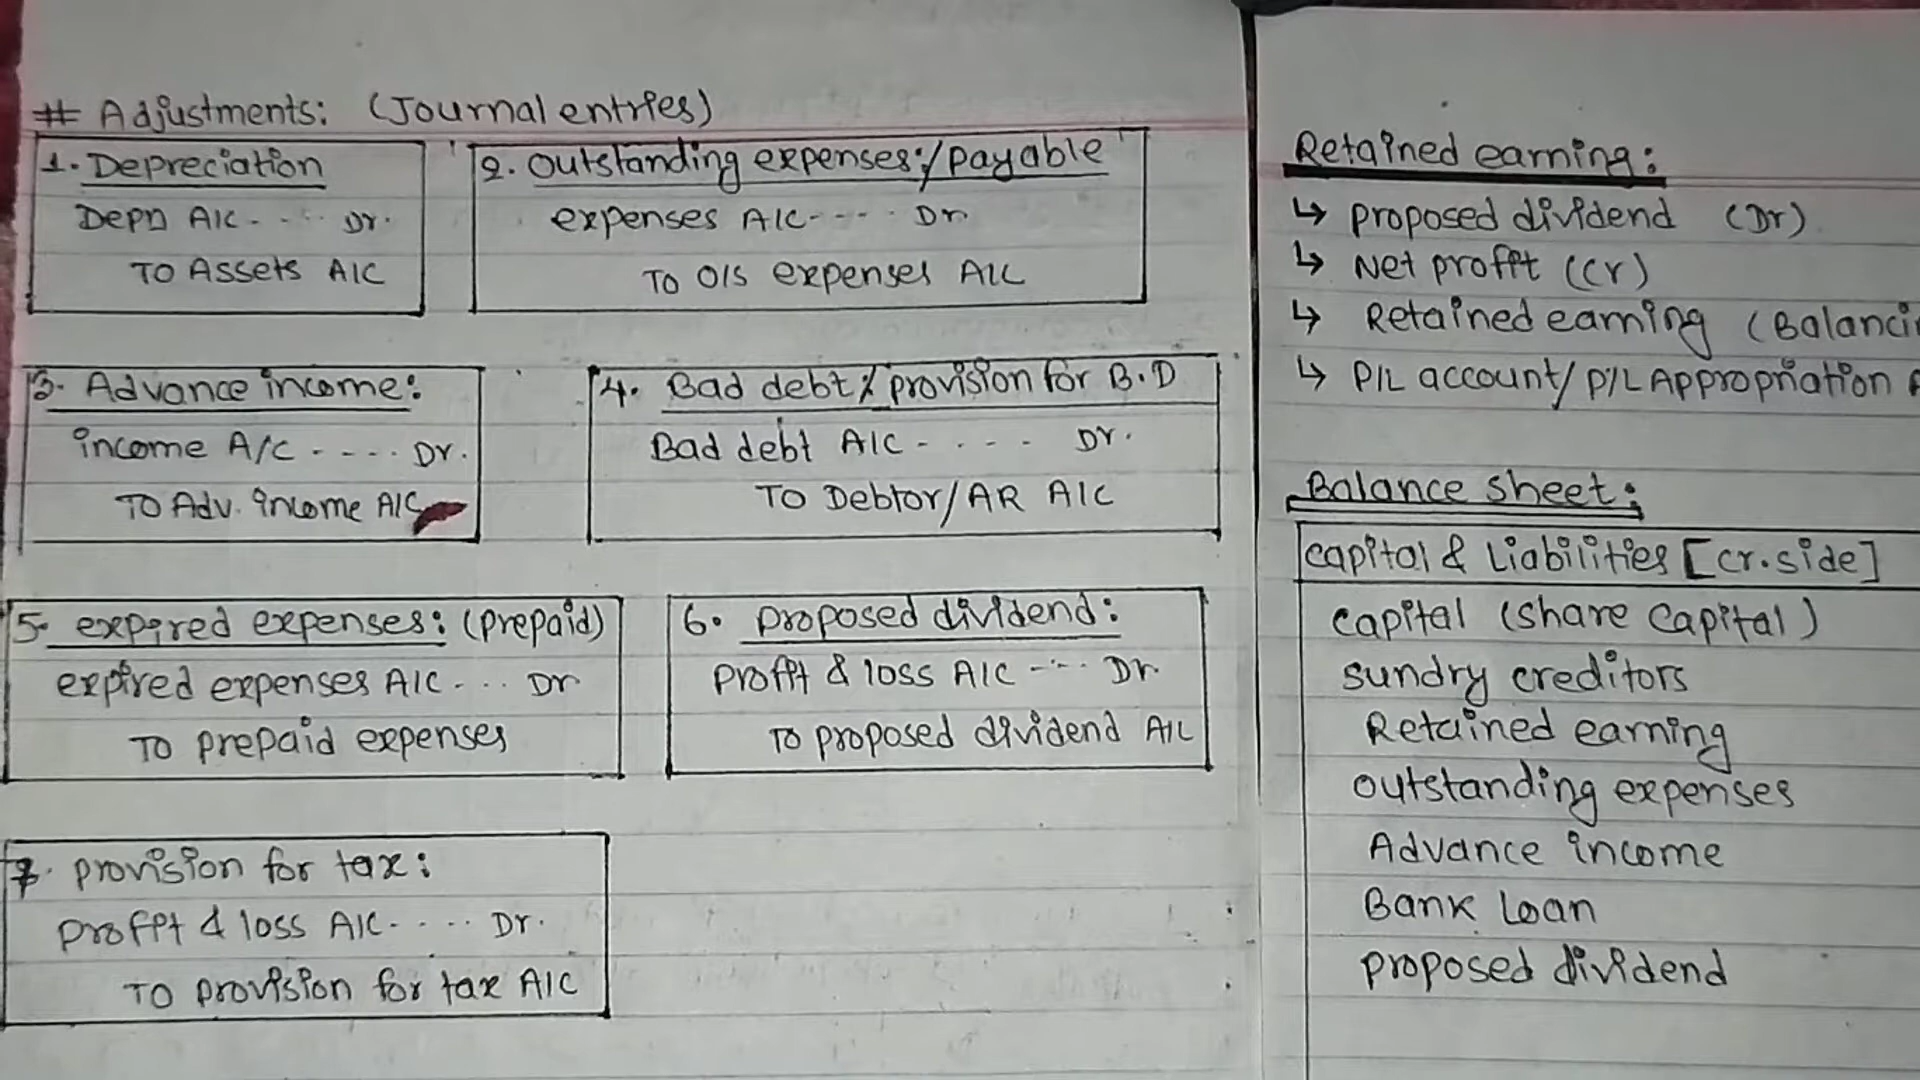 # Adjustments: (Journal entries)
1. Depreciation
Depn A/C - - - - Dr.
To Assets A/C
2. Outstanding expenses:/payable
expenses A/C - - - - Dr.
To O/S expenses A/C
3. Advance income:
income A/C - - - - Dr.
To Adv. income A/C
4. Bad debt / provision for B.D
Bad debt A/C - - - - Dr.
To Debtor/AR A/C
5. expired expenses: (prepaid)
expired expenses A/C - - - Dr
To prepaid expenses
6. proposed dividend:
profit & loss A/C - - - Dr.
To proposed dividend A/C
7. provision for tax:
profit & loss A/C - - - - Dr.
To provision for tax A/C
Retained earning:
↳ proposed dividend (Dr)
↳ Net profit (Cr)
↳ Retained earning (Balanci
↳ P/L account/ P/L Appropriation
Balance sheet:
Capital & Liabilities [cr. side]
Capital (share capital)
sundry creditors
Retained earning
outstanding expenses
Advance income
Bank Loan
proposed dividend